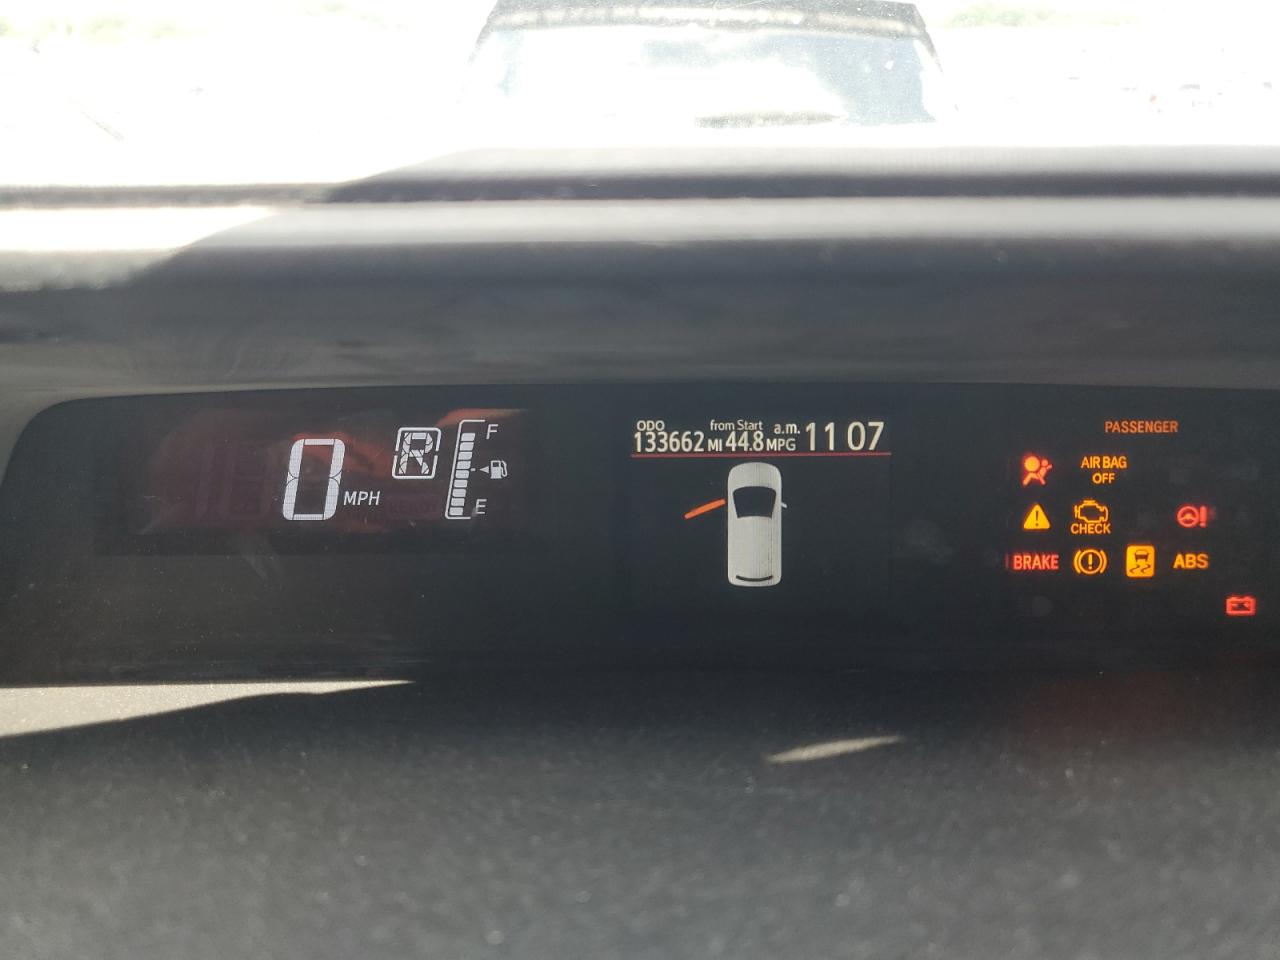 0 MPH
R
F
E
ODO from Start a.m.
133662 MI 44.8 MPG 11 07
PASSENGER
AIR BAG
OFF
CHECK
BRAKE ABS